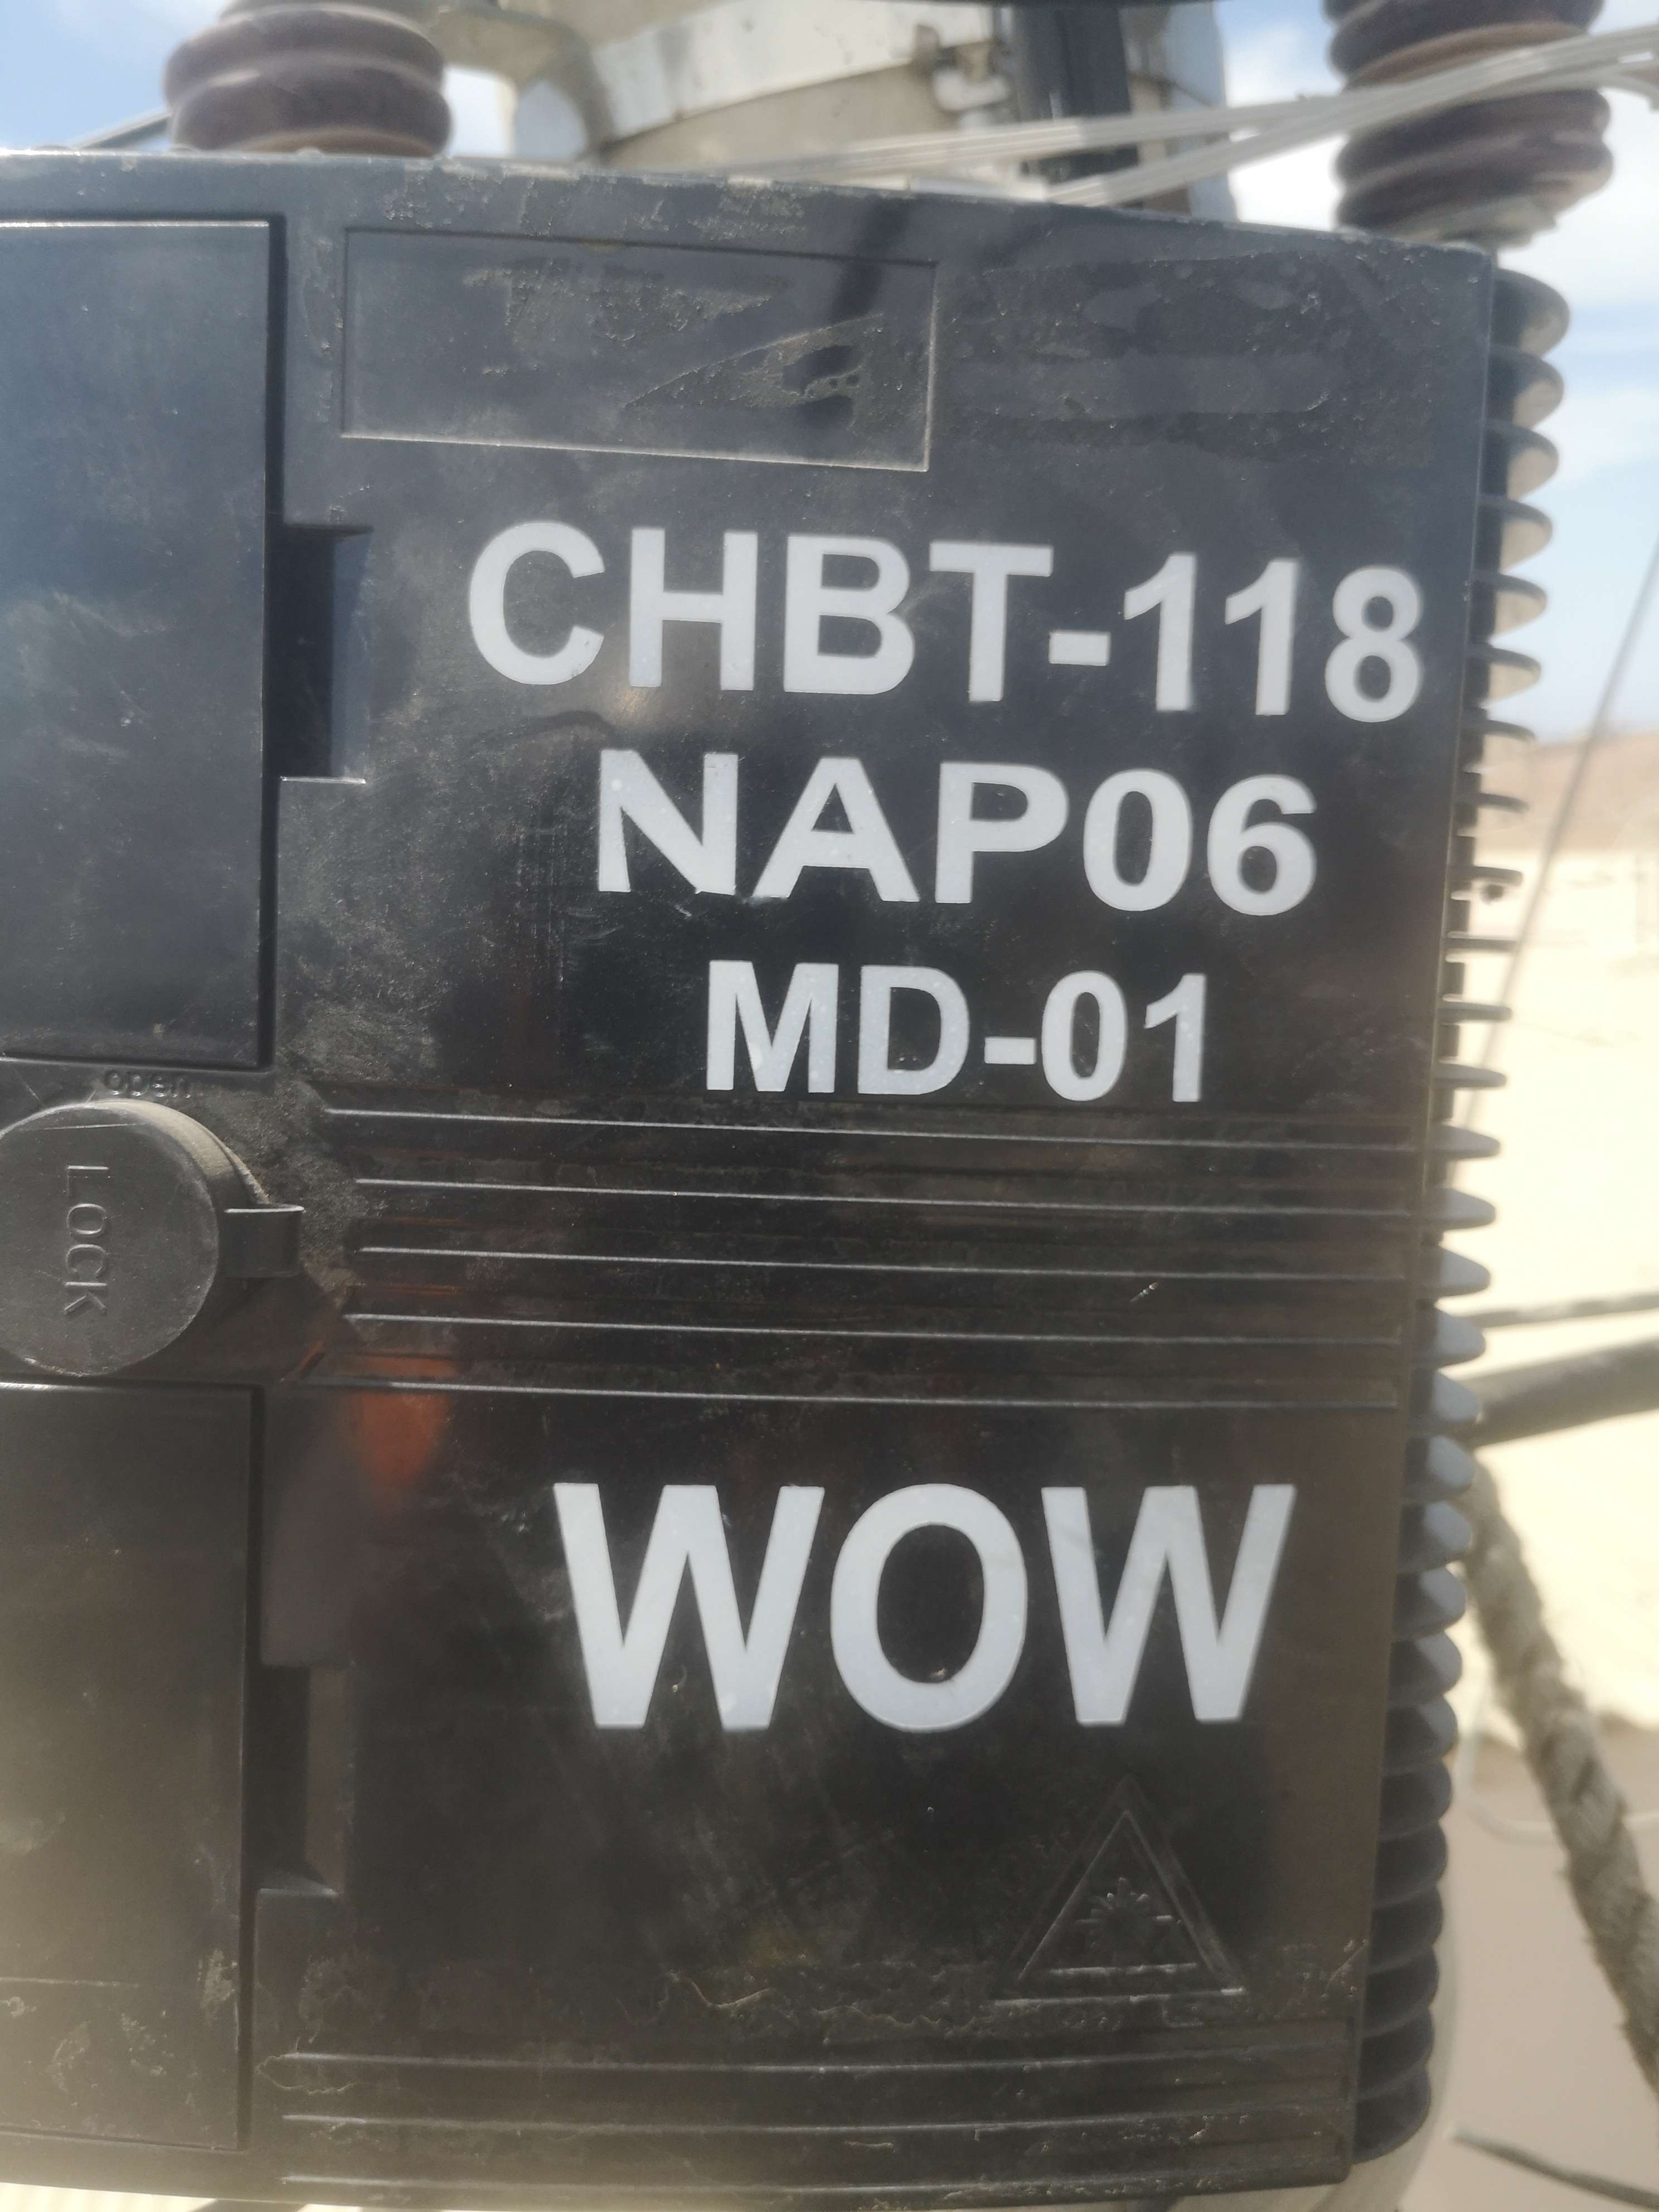 CHBT-118
NAP06
MD-01
open
LOCK
WOW